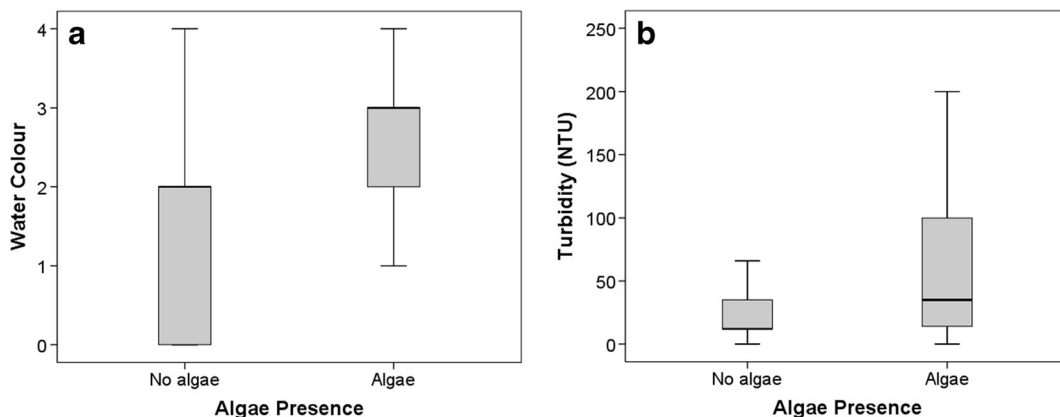 a
4
3
2
1
0
Water Colour
No algae
Algae
Algae Presence
b
250
200
150
100
50
0
Turbidity (NTU)
No algae
Algae
Algae Presence